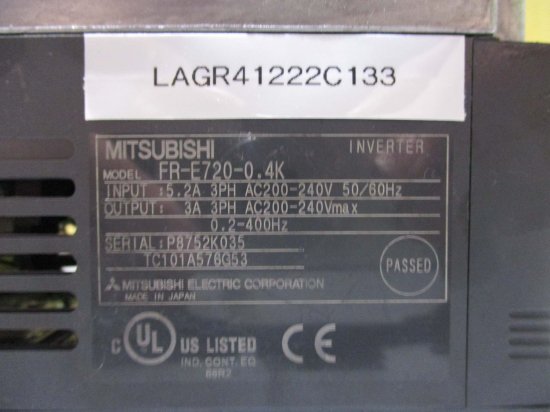 LAGR41222C133
MITSUBISHI INVERTER
MODEL FR-E720-0.4K
INPUT :5.2A 3PH AC200-240V 50/60Hz
OUTPUT: 3A 3PH AC200-240Vmax
0.2-400Hz
SERIAL:P8752K035
TC101A576G53
PASSED
MITSUBISHI ELECTRIC CORPORATION
MADE IN JAPAN
C UL US LISTED CE
IND. CONT. EQ
66R2